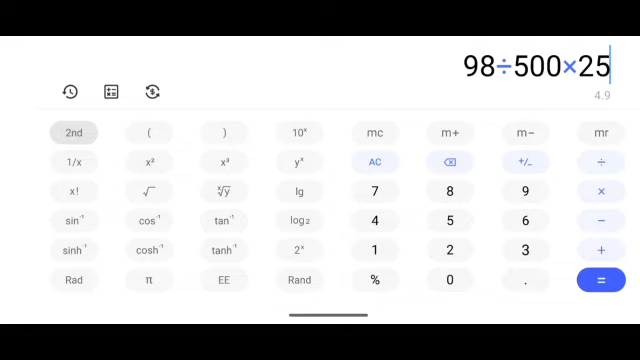 98÷500×25
4.9
2nd ( ) 10ˣ mc m+ m− mr
1/x x² x³ yˣ AC ⁺/₋ ÷
x! √ ˣ√y lg 7 8 9 ×
sin⁻¹ cos⁻¹ tan⁻¹ log₂ 4 5 6 −
sinh⁻¹ cosh⁻¹ tanh⁻¹ 2ˣ 1 2 3 +
Rad π EE Rand % 0 . =